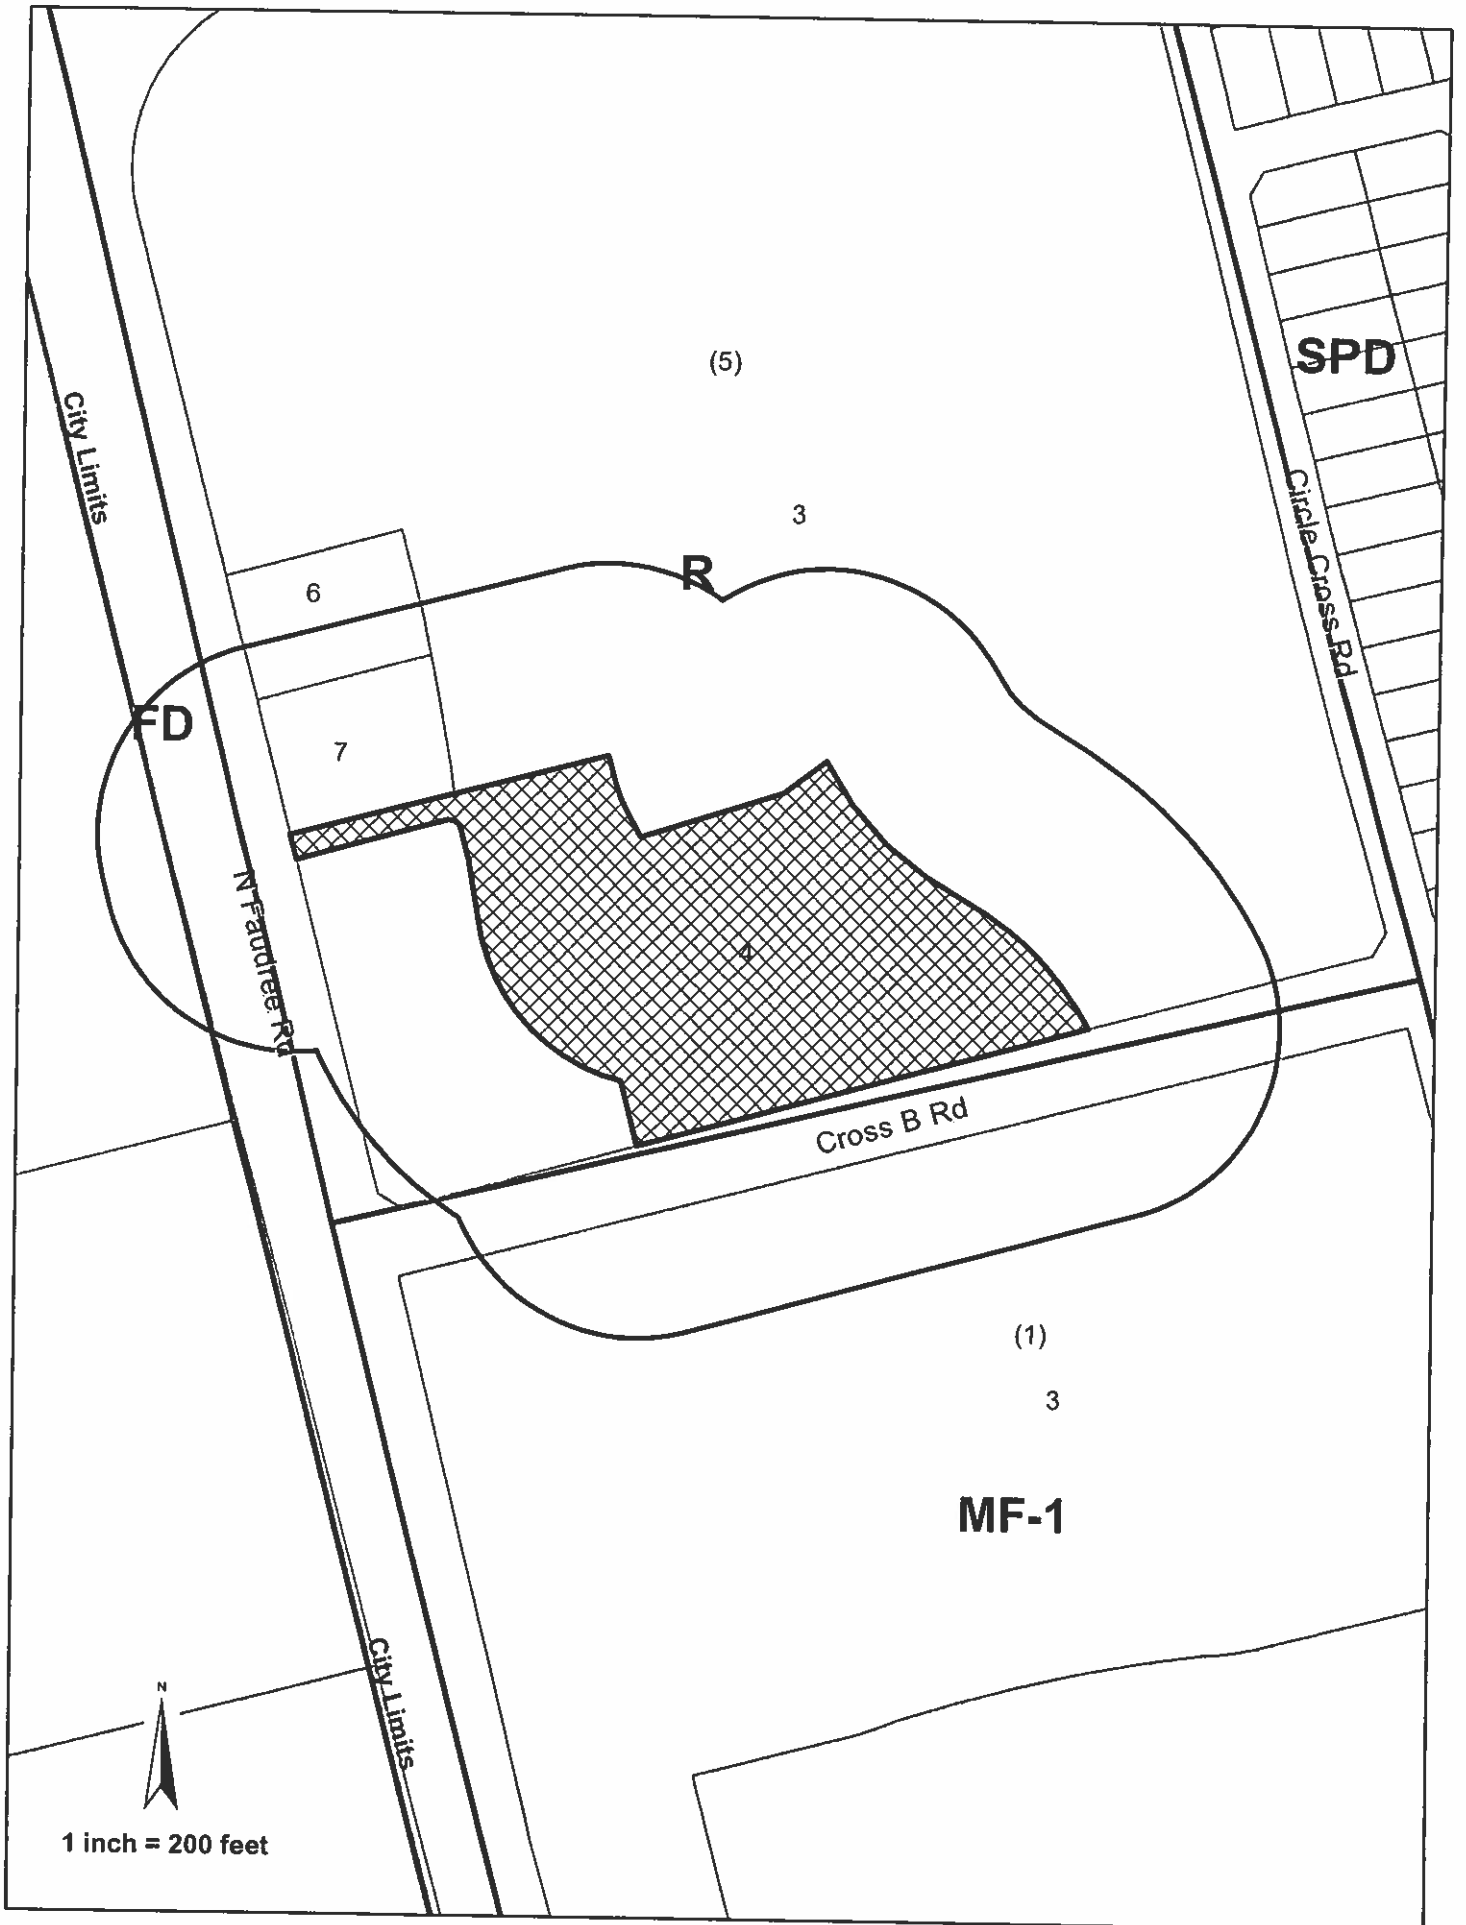 (5)
SPD
City Limits
Circle Cross Rd
3
R
6
FD
7
N Faudree Rd
4
Cross B Rd
(1)
3
MF-1
City Limits
N
1 inch = 200 feet